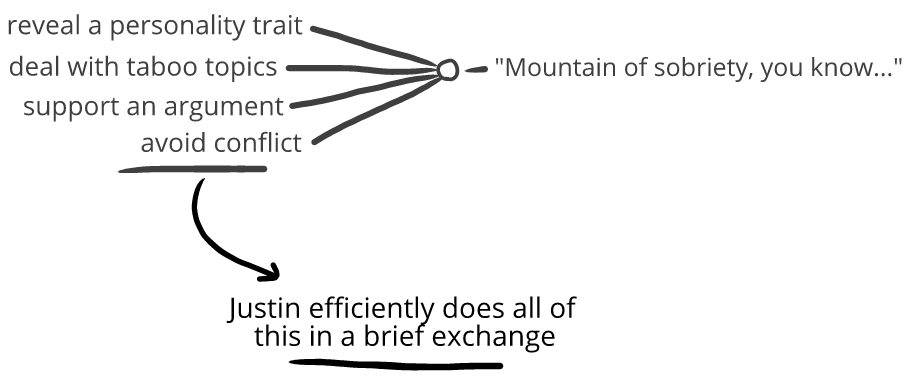 reveal a personality trait
deal with taboo topics
"Mountain of sobriety, you know..."
support an argument
avoid conflict
Justin efficiently does all of
this in a brief exchange